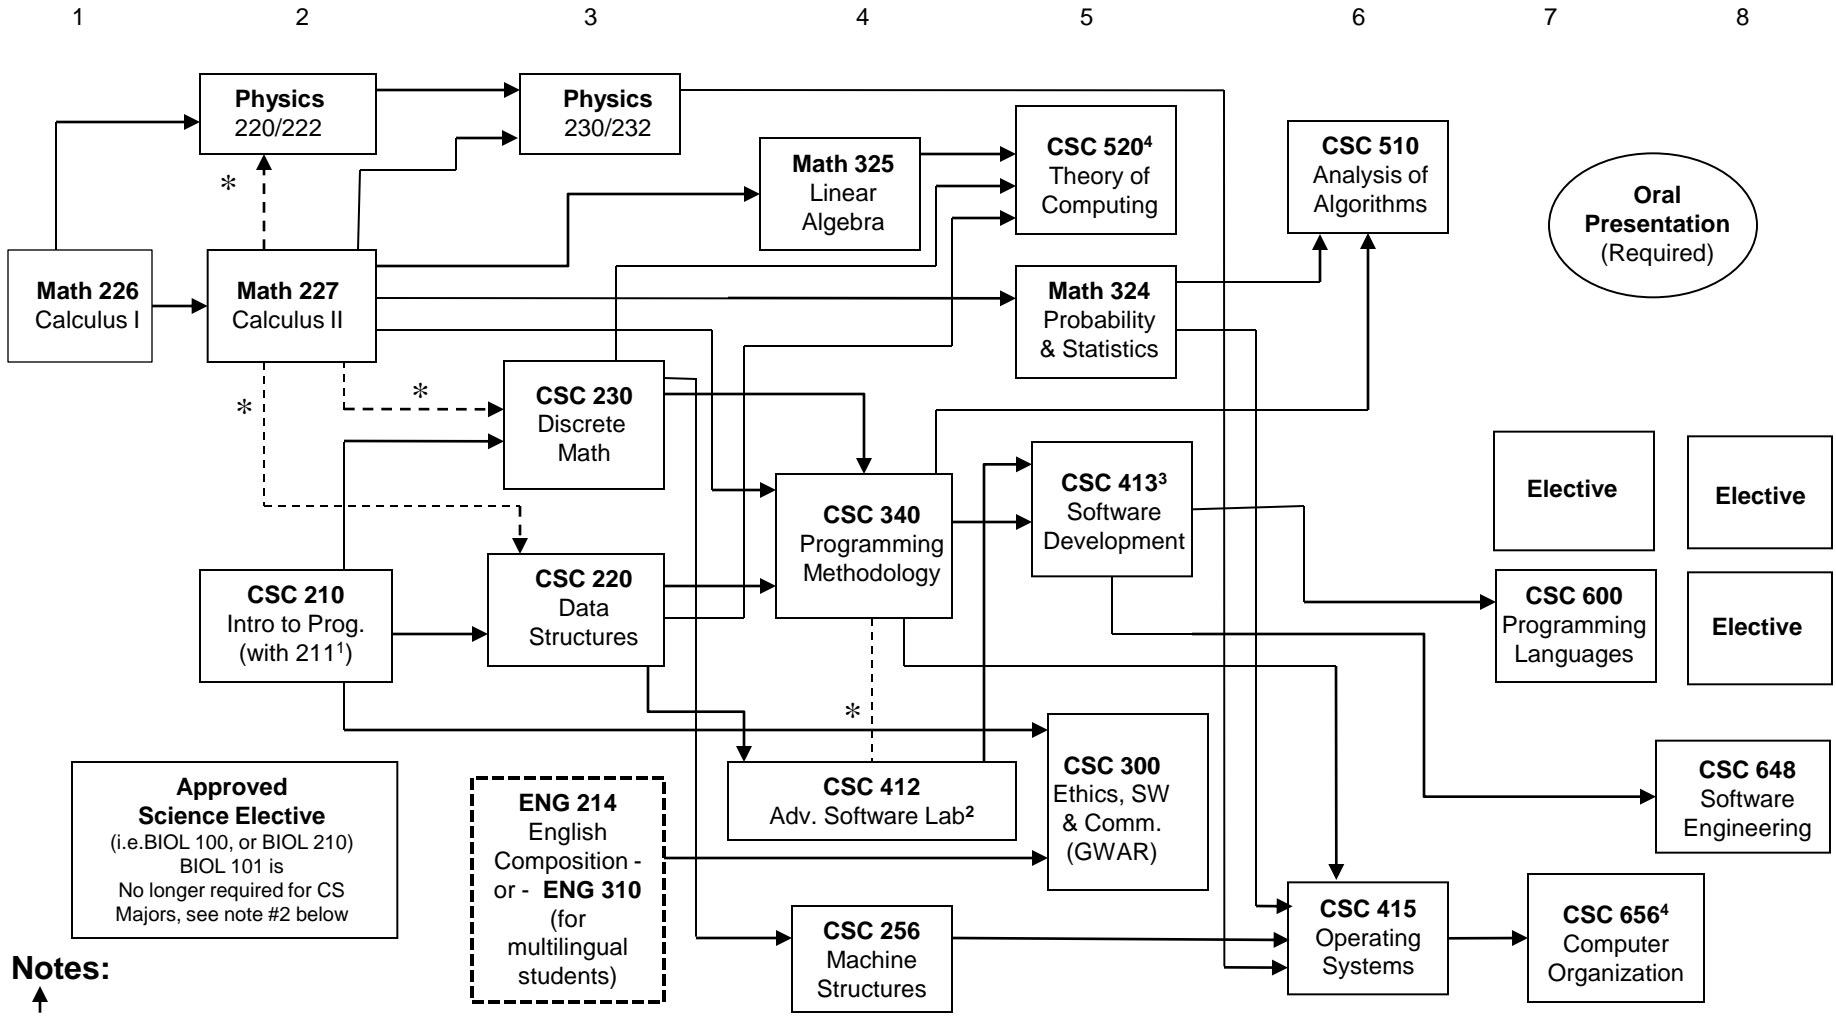 1 2 3 4 5 6 7 8
Physics
220/222
Physics
230/232
Math 325
Linear
Algebra
CSC 520⁴
Theory of
Computing
CSC 510
Analysis of
Algorithms
Oral
Presentation
(Required)
*
Math 226
Calculus I
Math 227
Calculus II
Math 324
Probability
& Statistics
*
*
CSC 230
Discrete
Math
CSC 340
Programming
Methodology
CSC 413³
Software
Development
Elective
Elective
CSC 210
Intro to Prog.
(with 211¹)
CSC 220
Data
Structures
CSC 600
Programming
Languages
Elective
*
Approved
Science Elective
(i.e.BIOL 100, or BIOL 210)
BIOL 101 is
No longer required for CS
Majors, see note #2 below
ENG 214
English
Composition -
or - ENG 310
(for
multilingual
students)
CSC 412
Adv. Software Lab²
CSC 300
Ethics, SW
& Comm.
(GWAR)
CSC 648
Software
Engineering
CSC 256
Machine
Structures
CSC 415
Operating
Systems
CSC 656⁴
Computer
Organization
Notes: